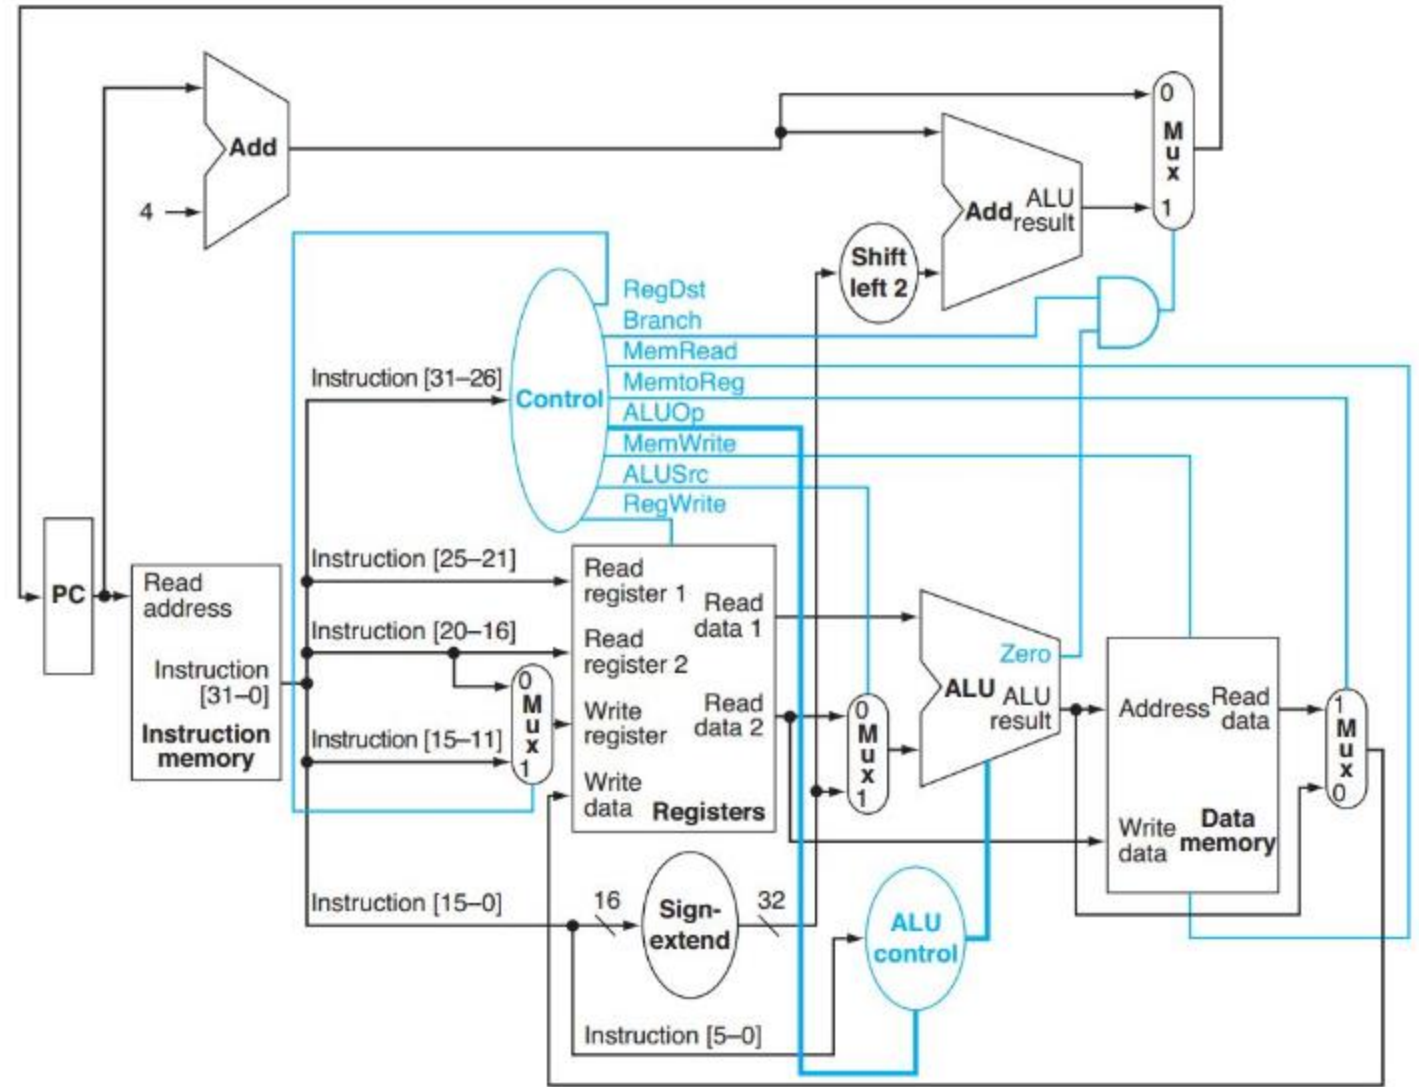 0
M
u
x
1
Add
4
Add ALU
result
Shift
left 2
RegDst
Branch
MemRead
MemtoReg
ALUOp
MemWrite
ALUSrc
RegWrite
Instruction [31–26]
Control
PC
Read
address
Instruction
[31–0]
Instruction
memory
Instruction [25–21]
Instruction [20–16]
Instruction [15–11]
0
M
u
x
1
Read
register 1
Read
register 2
Write
register
Write
data
Read
data 1
Read
data 2
Registers
0
M
u
x
1
Zero
ALU
ALU
result
Address
Read
data
Write
data
Data
memory
1
M
u
x
0
Instruction [15–0]
16
Sign-
extend
32
ALU
control
Instruction [5–0]